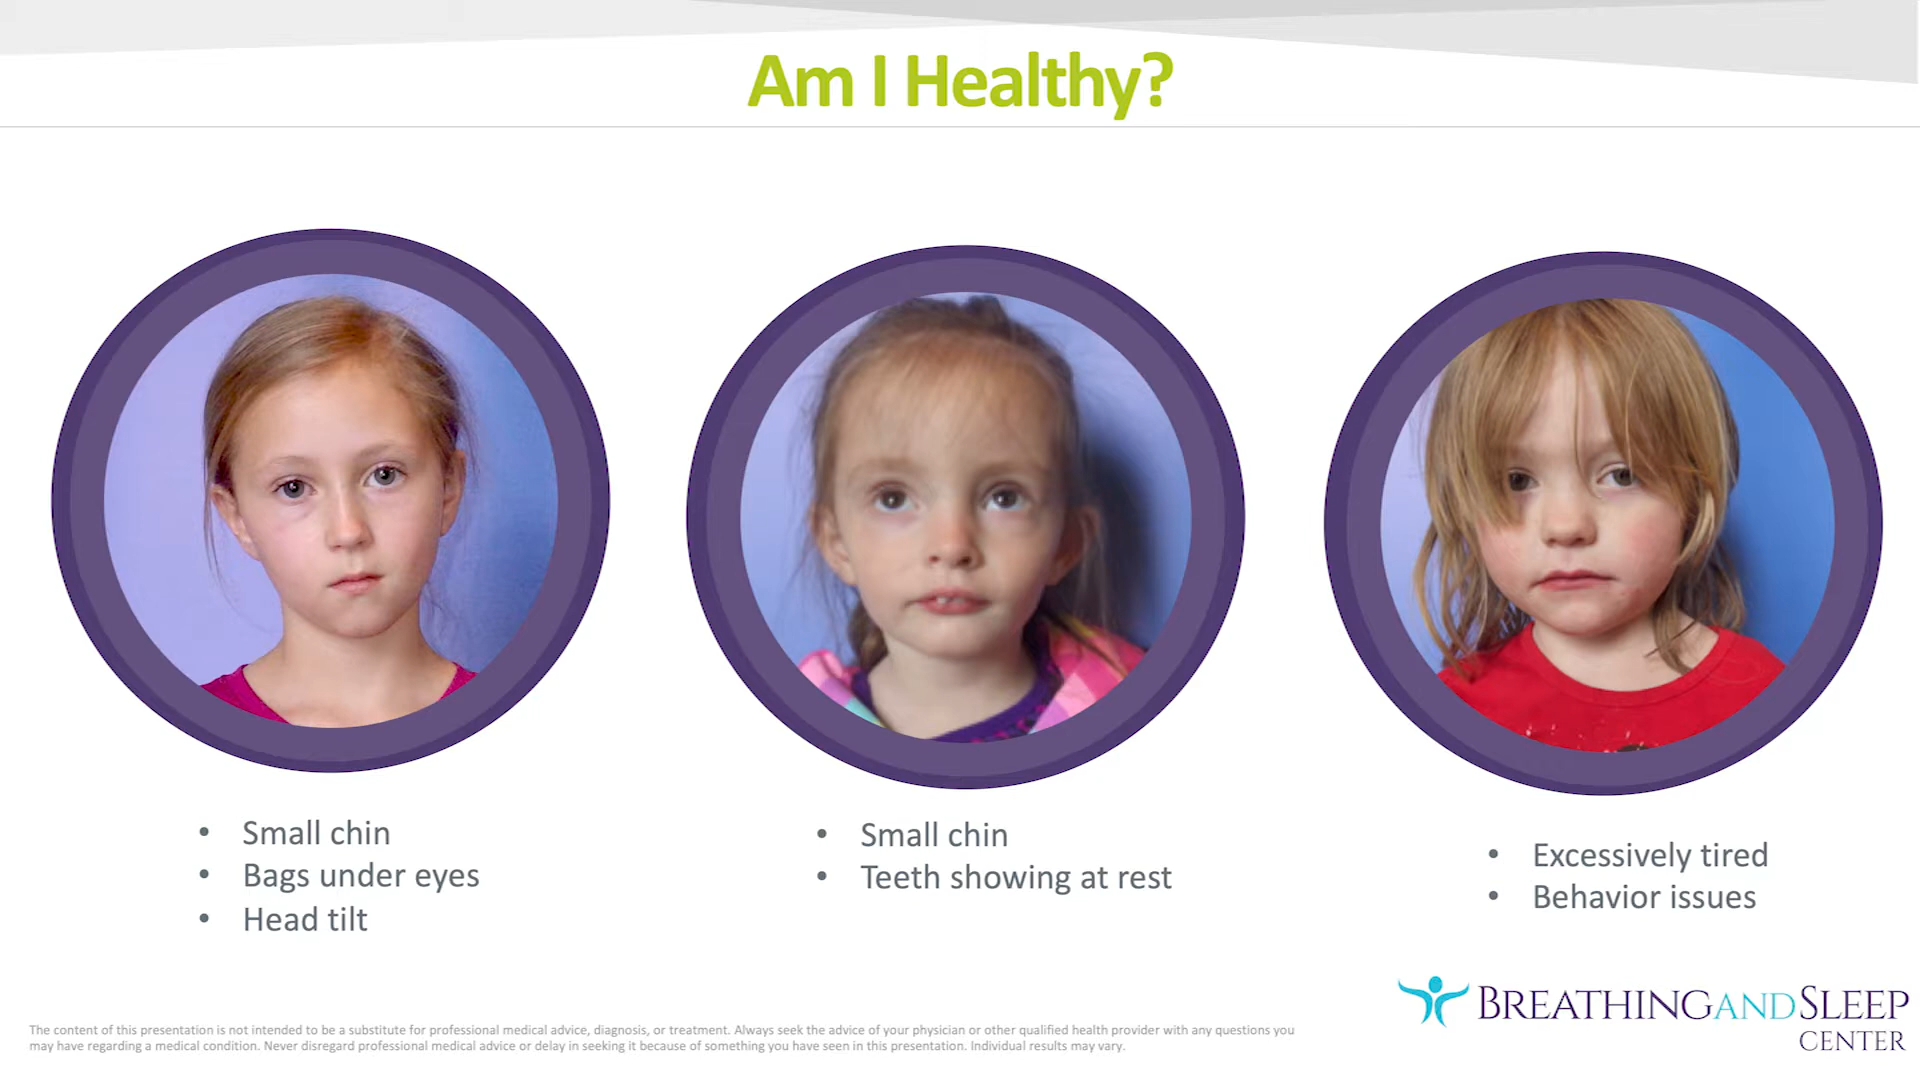 Am I Healthy?
• Small chin
• Bags under eyes
• Head tilt
• Small chin
• Teeth showing at rest
• Excessively tired
• Behavior issues
BREATHINGANDSLEEP
CENTER
The content of this presentation is not intended to be a substitute for professional medical advice, diagnosis, or treatment. Always seek the advice of your physician or other qualified health provider with any questions you
may have regarding a medical condition. Never disregard professional medical advice or delay in seeking it because of something you have seen in this presentation. Individual results may vary.